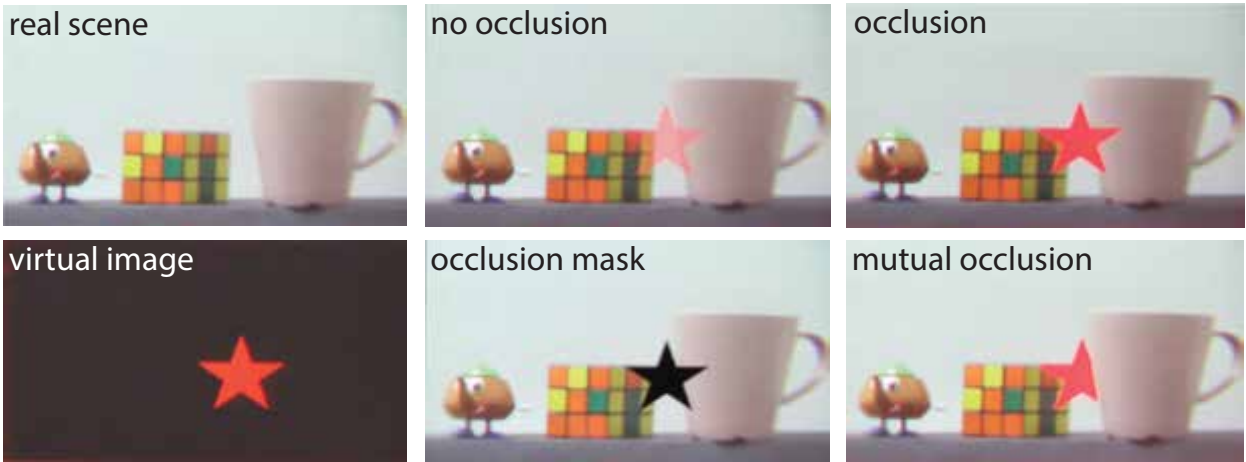 real scene
no occlusion
occlusion
virtual image
occlusion mask
mutual occlusion